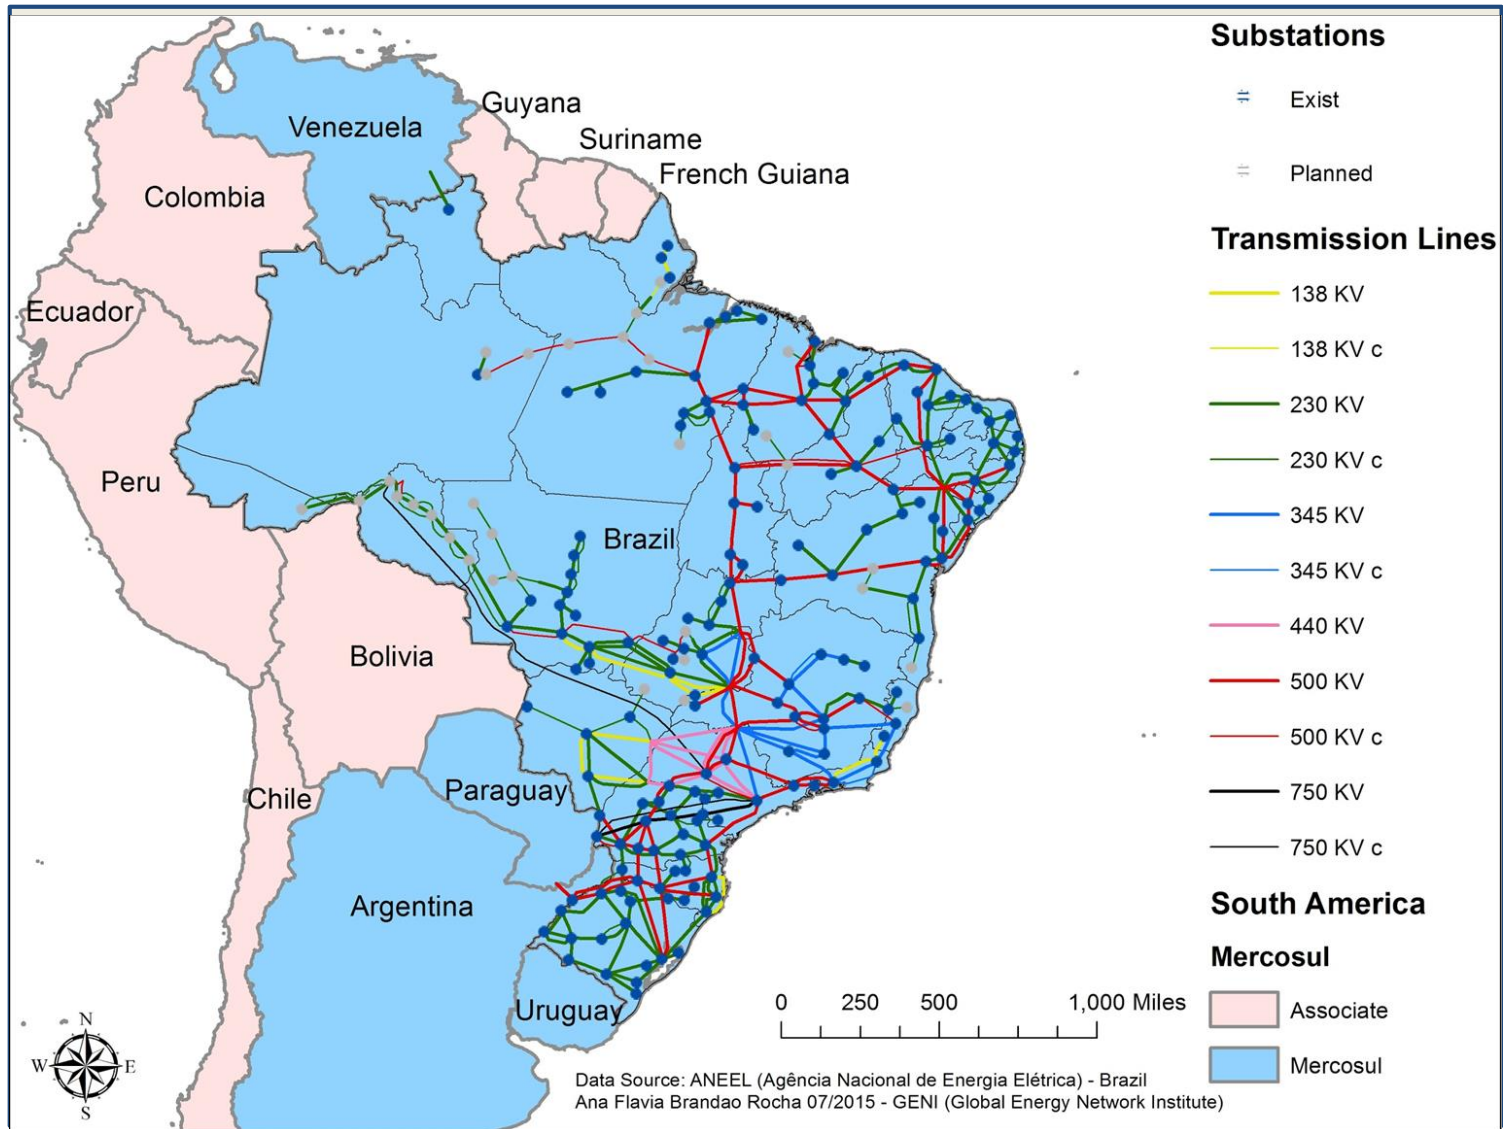 Substations
Exist
Planned
Transmission Lines
138 KV
138 KV c
230 KV
230 KV c
345 KV
345 KV c
440 KV
500 KV
500 KV c
750 KV
750 KV c
South America
Mercosul
Associate
Mercosul
Guyana
Venezuela
Suriname
French Guiana
Colombia
Ecuador
Peru
Brazil
Bolivia
Chile
Paraguay
Argentina
Uruguay
0 250 500 1,000 Miles
N
W E
S
Data Source: ANEEL (Agência Nacional de Energia Elétrica) - Brazil
Ana Flavia Brandao Rocha 07/2015 - GENI (Global Energy Network Institute)